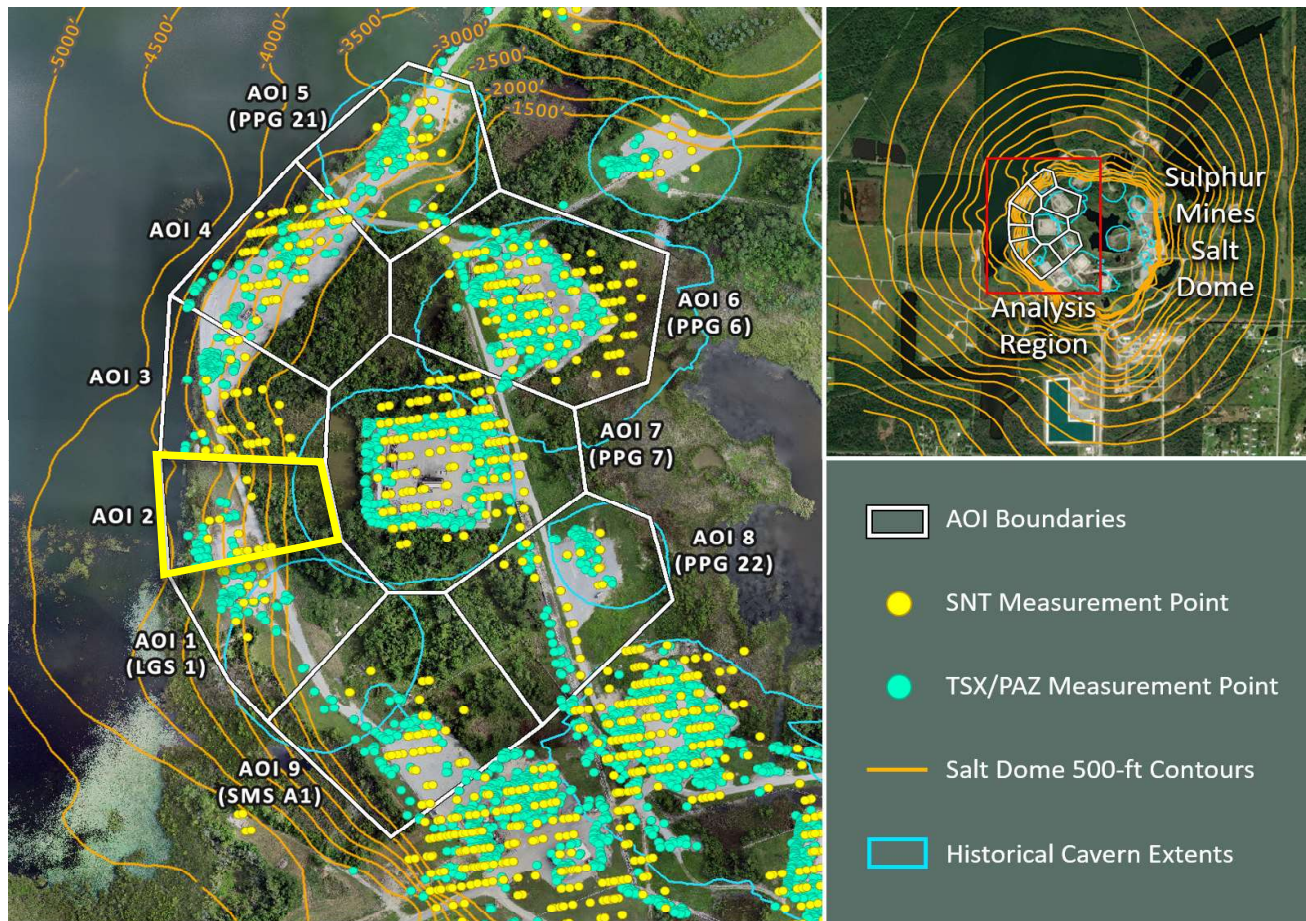 -5000'
-4500'
-4000'
-3500'
-3000'
-2500'
-2000'
-1500'
AOI 5
(PPG 21)
AOI 4
AOI 3
AOI 2
AOI 1
(LGS 1)
AOI 9
(SMS A1)
AOI 6
(PPG 6)
AOI 7
(PPG 7)
AOI 8
(PPG 22)
Sulphur
Mines
Salt
Dome
Analysis
Region
AOI Boundaries
SNT Measurement Point
TSX/PAZ Measurement Point
Salt Dome 500-ft Contours
Historical Cavern Extents